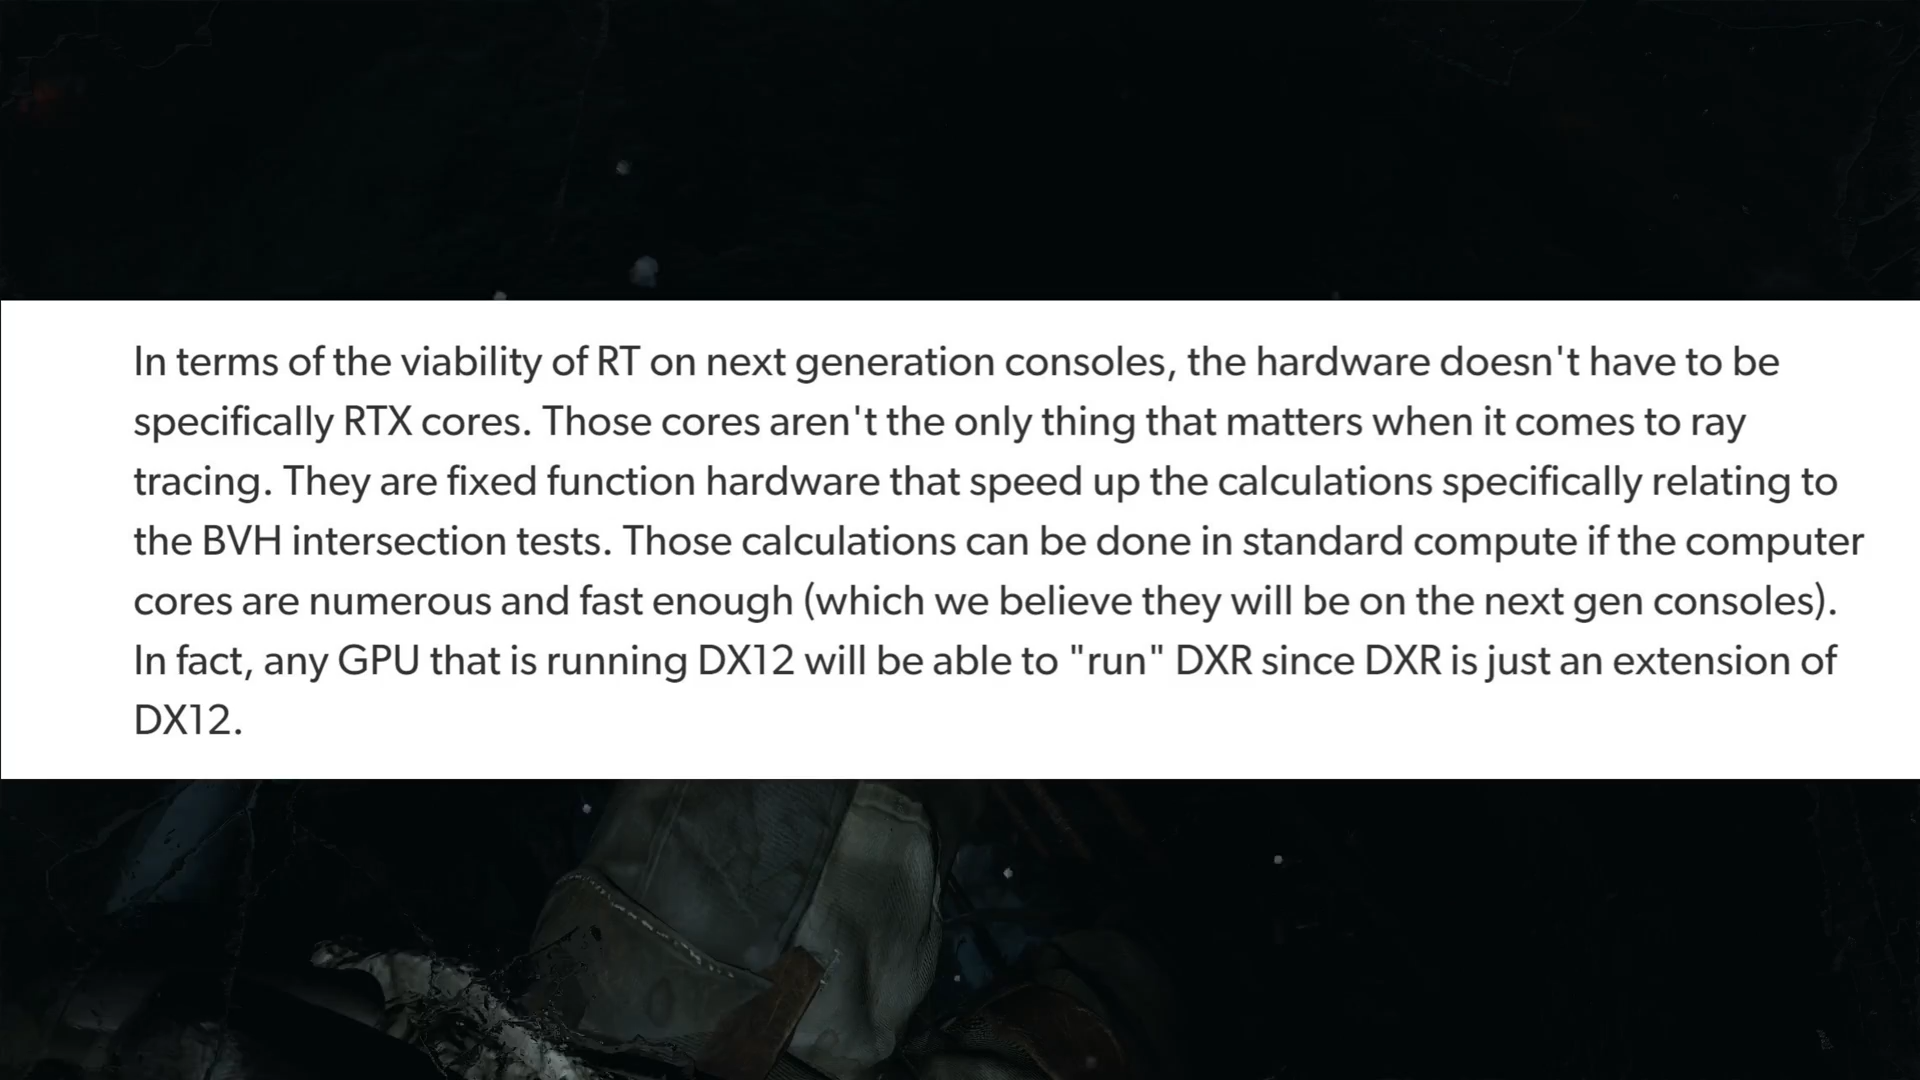 In terms of the viability of RT on next generation consoles, the hardware doesn't have to be
specifically RTX cores. Those cores aren't the only thing that matters when it comes to ray
tracing. They are fixed function hardware that speed up the calculations specifically relating to
the BVH intersection tests. Those calculations can be done in standard compute if the computer
cores are numerous and fast enough (which we believe they will be on the next gen consoles).
In fact, any GPU that is running DX12 will be able to "run" DXR since DXR is just an extension of
DX12.